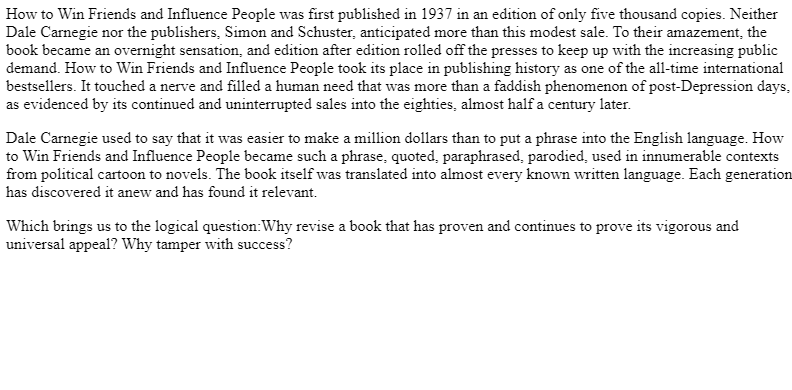 How to Win Friends and Influence People was first published in 1937 in an edition of only five thousand copies. Neither
Dale Carnegie nor the publishers, Simon and Schuster, anticipated more than this modest sale. To their amazement, the
book became an overnight sensation, and edition after edition rolled off the presses to keep up with the increasing public
demand. How to Win Friends and Influence People took its place in publishing history as one of the all-time international
bestsellers. It touched a nerve and filled a human need that was more than a faddish phenomenon of post-Depression days,
as evidenced by its continued and uninterrupted sales into the eighties, almost half a century later.
Dale Carnegie used to say that it was easier to make a million dollars than to put a phrase into the English language. How
to Win Friends and Influence People became such a phrase, quoted, paraphrased, parodied, used in innumerable contexts
from political cartoon to novels. The book itself was translated into almost every known written language. Each generation
has discovered it anew and has found it relevant.
Which brings us to the logical question:Why revise a book that has proven and continues to prove its vigorous and
universal appeal? Why tamper with success?